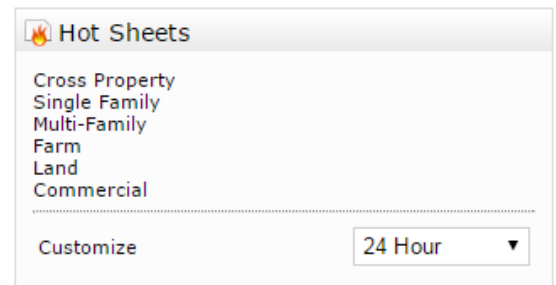 Hot Sheets
Cross Property
Single Family
Multi-Family
Farm
Land
Commercial
Customize 24 Hour